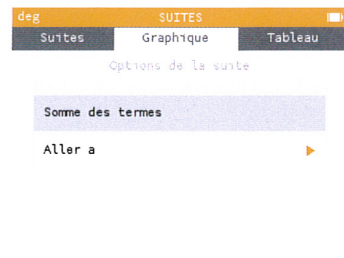 deg SUITES
Suites Graphique Tableau
Options de la suite
Somme des termes
Aller a